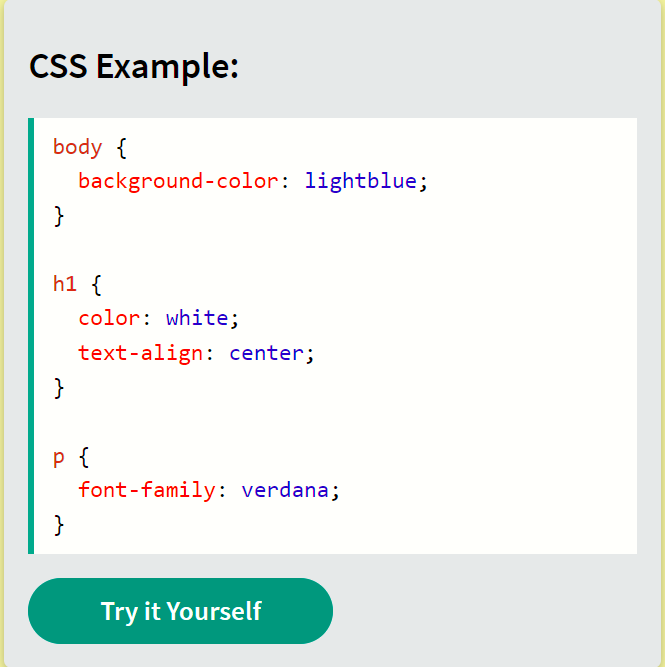 CSS Example:
body {
  background-color: lightblue;
}
h1 {
  color: white;
  text-align: center;
}
p {
  font-family: verdana;
}
Try it Yourself